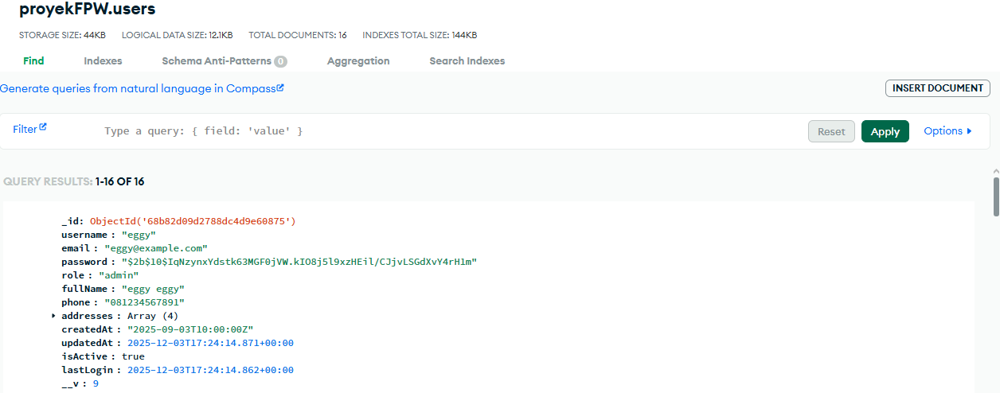 proyekFPW.users
STORAGE SIZE: 44KB LOGICAL DATA SIZE: 12.1KB TOTAL DOCUMENTS: 16 INDEXES TOTAL SIZE: 144KB
Find Indexes Schema Anti-Patterns 0 Aggregation Search Indexes
Generate queries from natural language in Compass
INSERT DOCUMENT
Filter Type a query: { field: 'value' } Reset Apply Options
QUERY RESULTS: 1-16 OF 16
_id: ObjectId('68b82d09d2788dc4d9e60875')
username : "eggy"
email : "eggy@example.com"
password : "$2b$10$IqNzynxYdstk63MGF0jVW.kIO8j5l9xzHEil/CJjvLSGdXvY4rH1m"
role : "admin"
fullName : "eggy eggy"
phone : "081234567891"
addresses : Array (4)
createdAt : "2025-09-03T10:00:00Z"
updatedAt : 2025-12-03T17:24:14.871+00:00
isActive : true
lastLogin : 2025-12-03T17:24:14.862+00:00
__v : 9